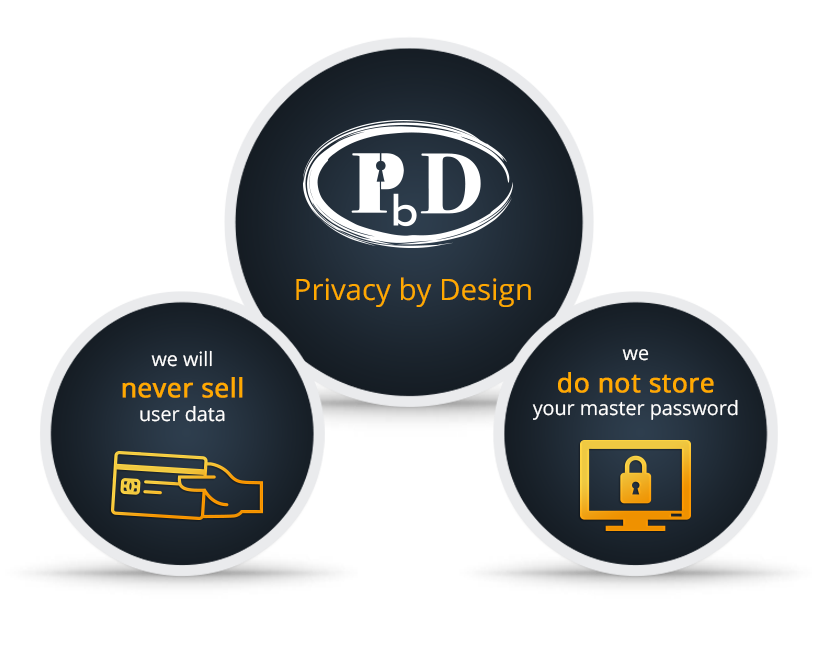 PbD
Privacy by Design
we will
never sell
user data
we
do not store
your master password